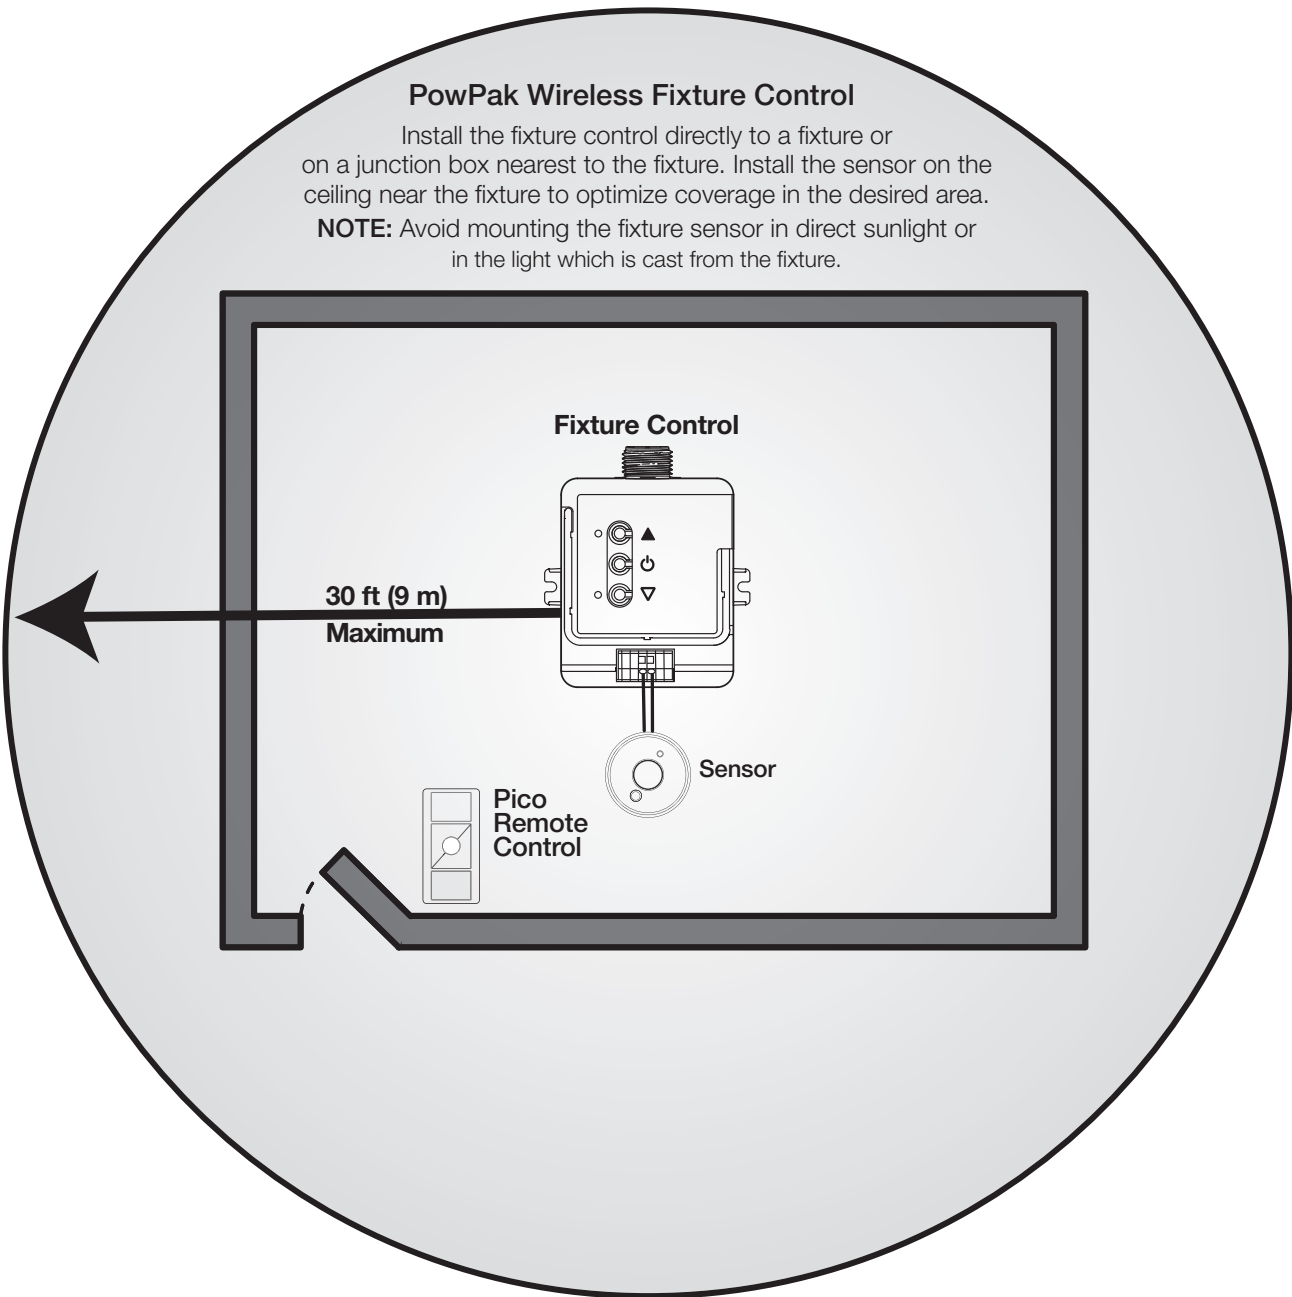 PowPak Wireless Fixture Control
Install the fixture control directly to a fixture or
on a junction box nearest to the fixture. Install the sensor on the
ceiling near the fixture to optimize coverage in the desired area.
NOTE: Avoid mounting the fixture sensor in direct sunlight or
in the light which is cast from the fixture.
Fixture Control
30 ft (9 m)
Maximum
Sensor
Pico
Remote
Control